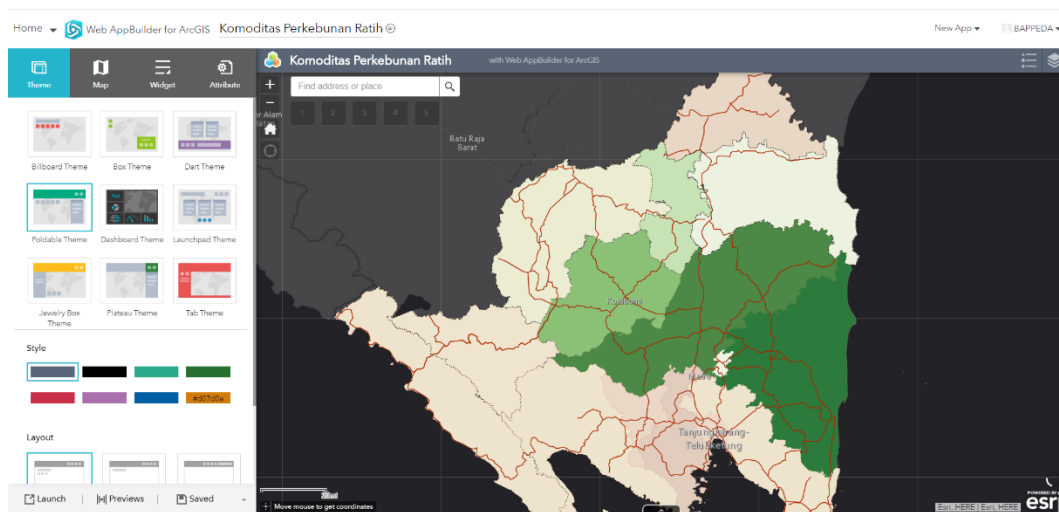 Home
Web AppBuilder for ArcGIS
Komoditas Perkebunan Ratih
New App
BAPPEDA
Theme
Map
Widget
Attribute
Komoditas Perkebunan Ratih
with Web AppBuilder for ArcGIS
Find address or place
1 2 3 4 5
Billboard Theme
Box Theme
Dart Theme
Foldable Theme
Dashboard Theme
Launchpad Theme
Jewelry Box
Theme
Plateau Theme
Tab Theme
Style
#d07d0e
Layout
Launch
Previews
Saved
Batu Raja
Barat
Kotabumi
Metro
Tanjungkarang-
Telukbetung
Move mouse to get coordinates
Esri, HERE | Esri, HERE
POWERED BY
esri